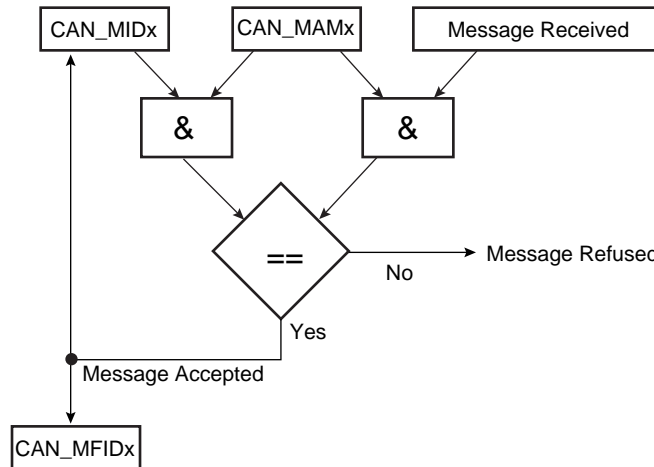 CAN_MIDx
CAN_MAMx
Message Received
&
&
==
No
Message Refused
Yes
Message Accepted
CAN_MFIDx